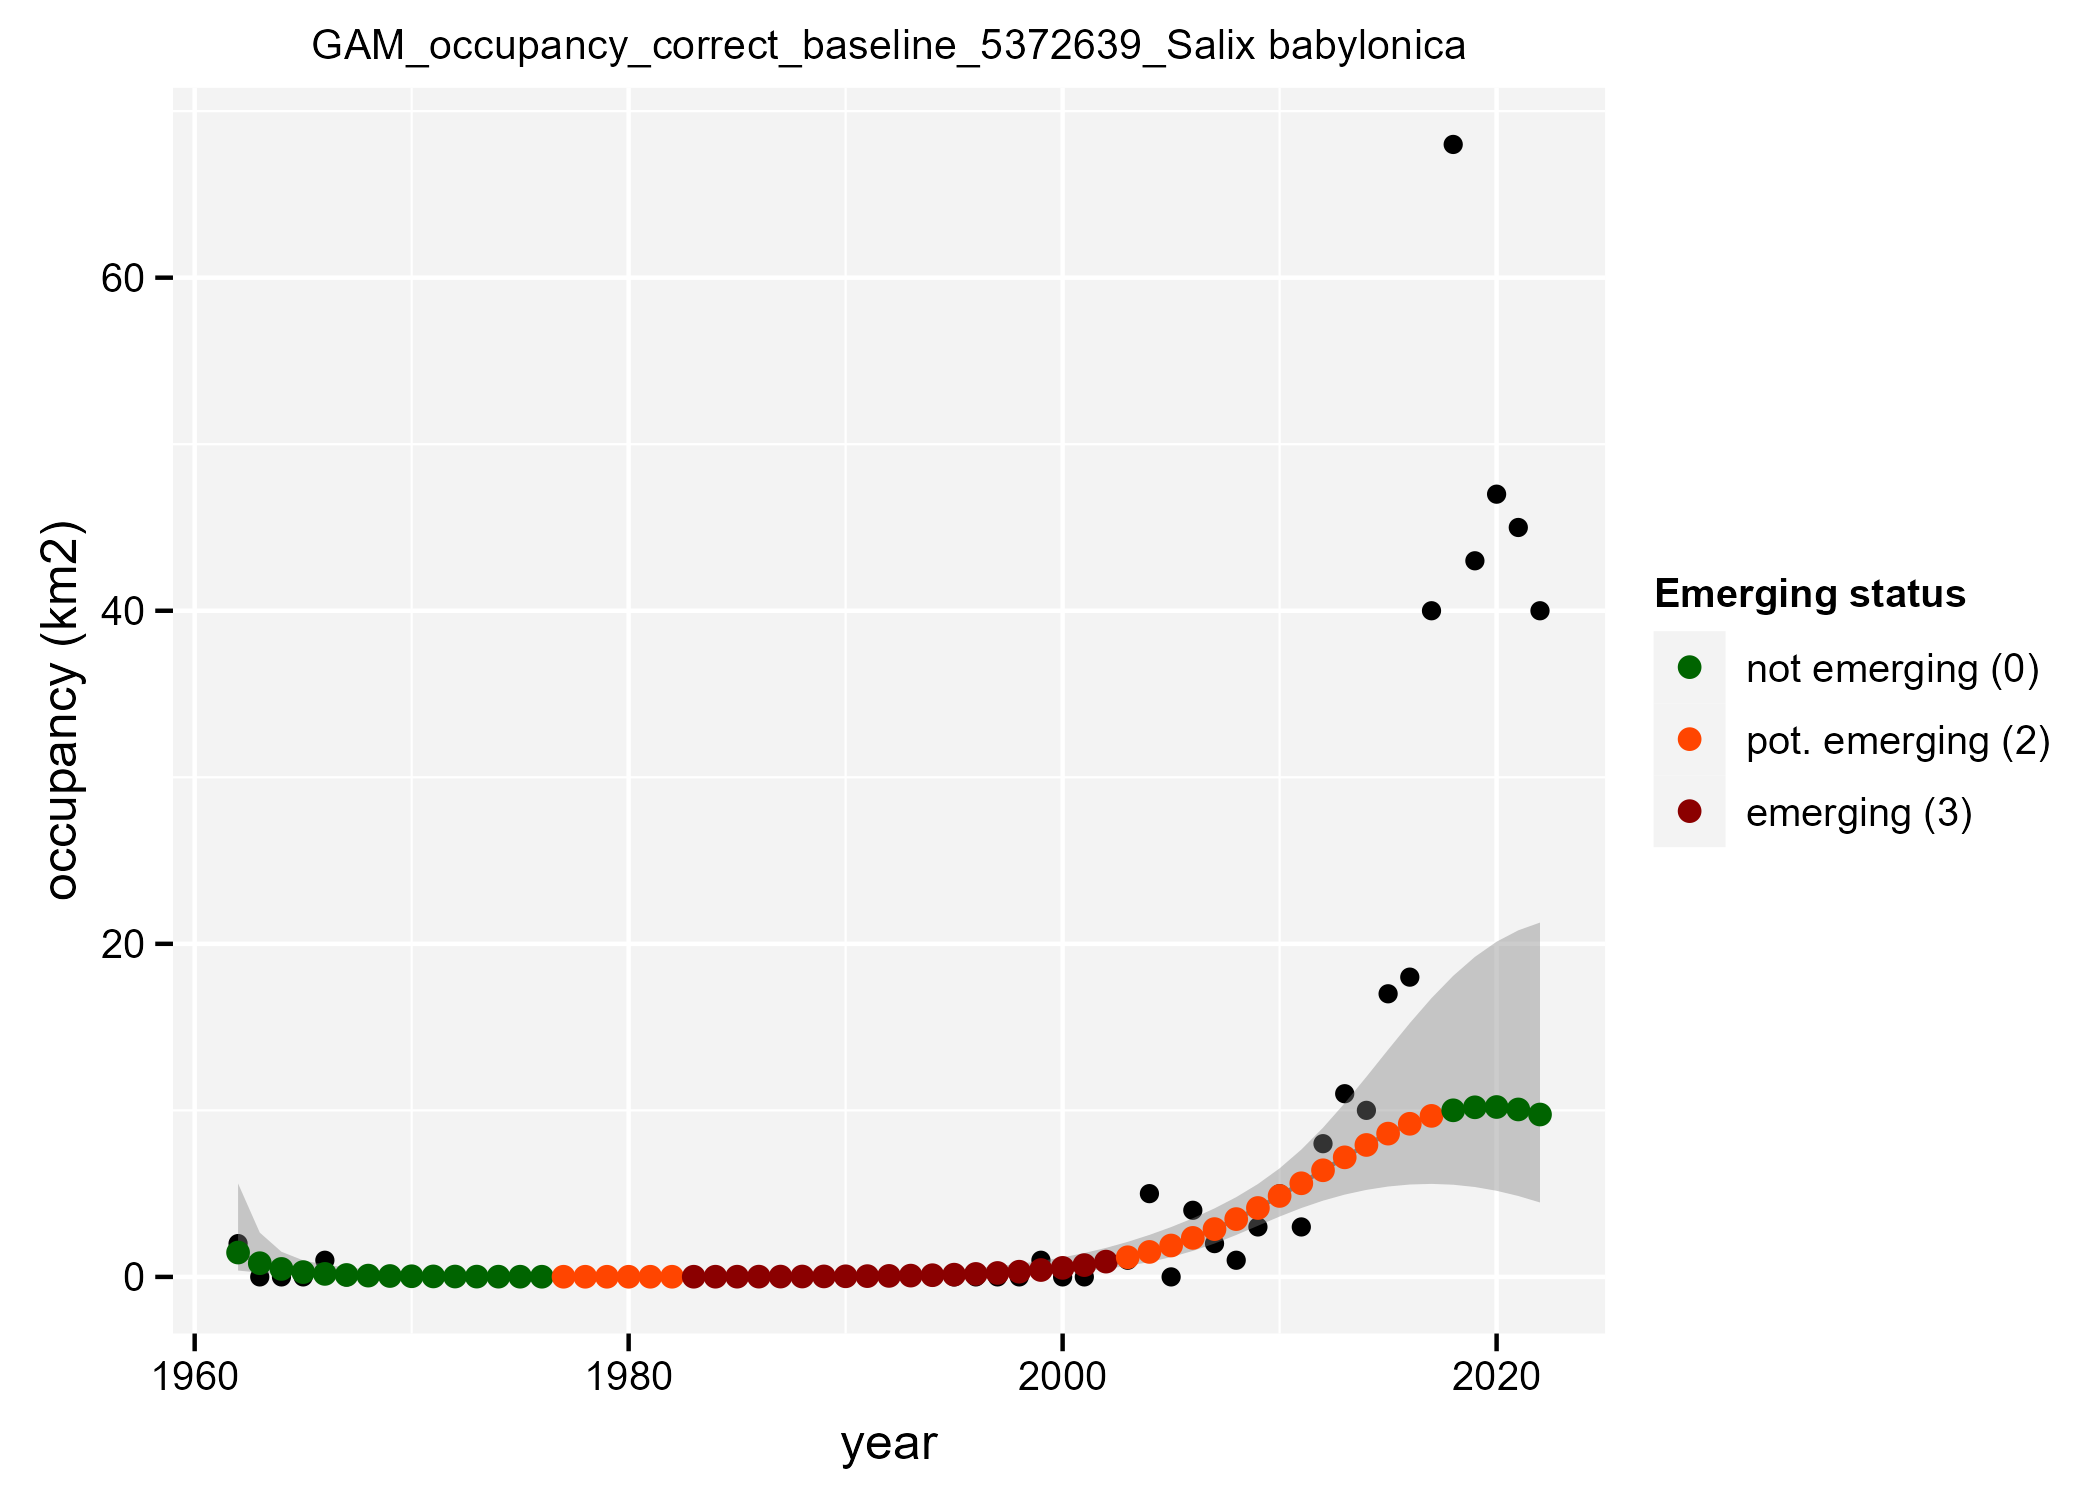 GAM_occupancy_correct_baseline_5372639_Salix babylonica
occupancy (km2)
60
40
20
0
1960
1980
2000
2020
year
Emerging status
not emerging (0)
pot. emerging (2)
emerging (3)